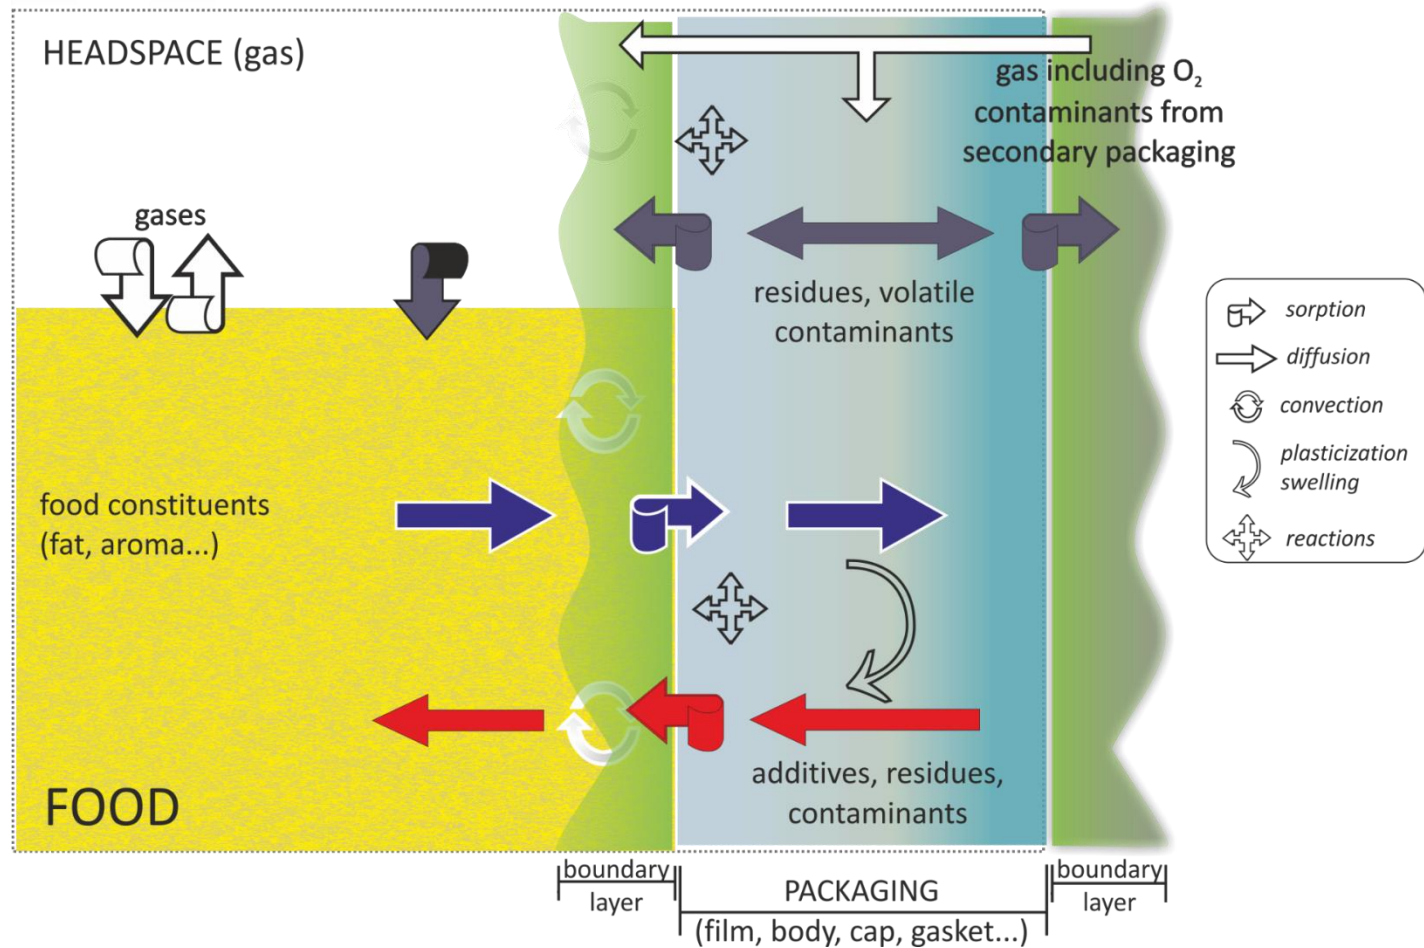 HEADSPACE (gas)
gas including O₂
contaminants from
secondary packaging
gases
residues, volatile
contaminants
food constituents
(fat, aroma...)
additives, residues,
contaminants
FOOD
boundary
layer
PACKAGING
(film, body, cap, gasket...)
boundary
layer
sorption
diffusion
convection
plasticization
swelling
reactions